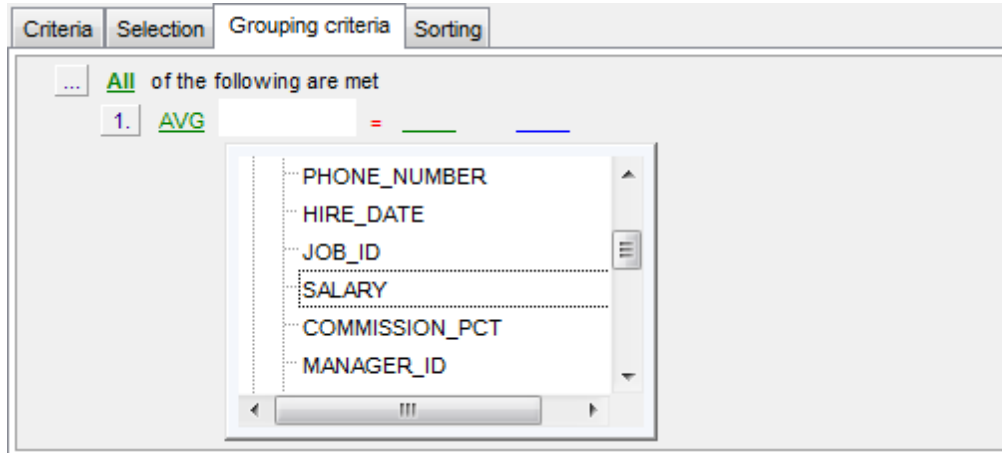 Criteria Selection Grouping criteria Sorting
... All of the following are met
1. AVG =
PHONE_NUMBER
HIRE_DATE
JOB_ID
SALARY
COMMISSION_PCT
MANAGER_ID